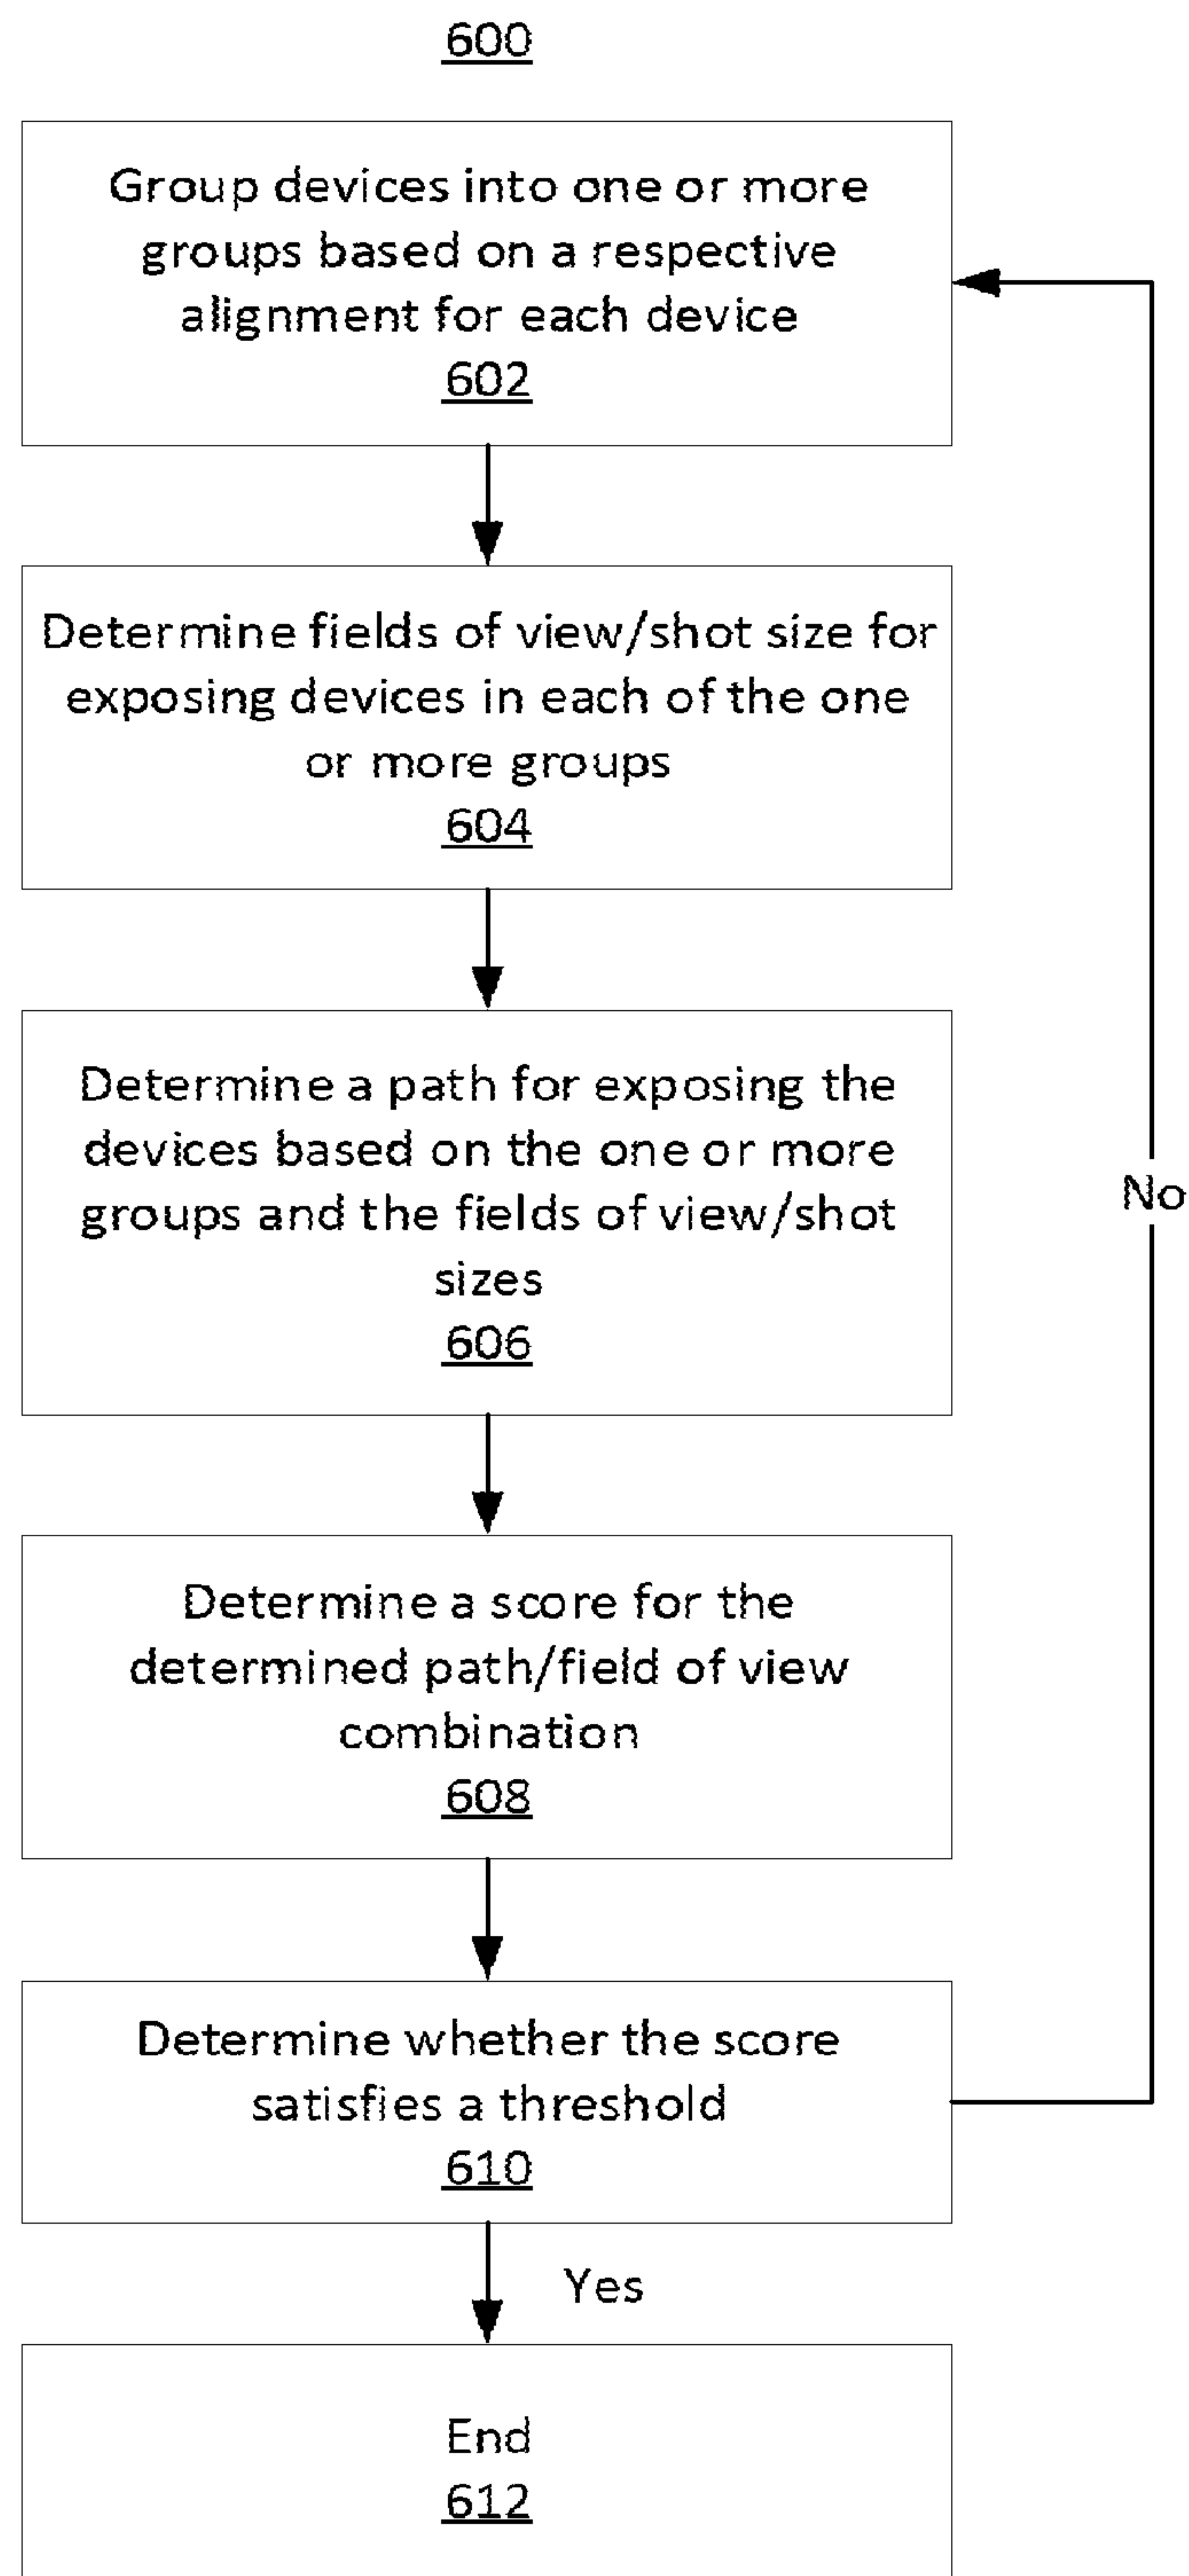 600
Group devices into one or more
groups based on a respective
alignment for each device
602
Determine fields of view/shot size for
exposing devices in each of the one
or more groups
604
Determine a path for exposing the
devices based on the one or more
groups and the fields of view/shot
sizes
606
No
Determine a score for the
determined path/field of view
combination
608
Determine whether the score
satisfies a threshold
610
Yes
End
612